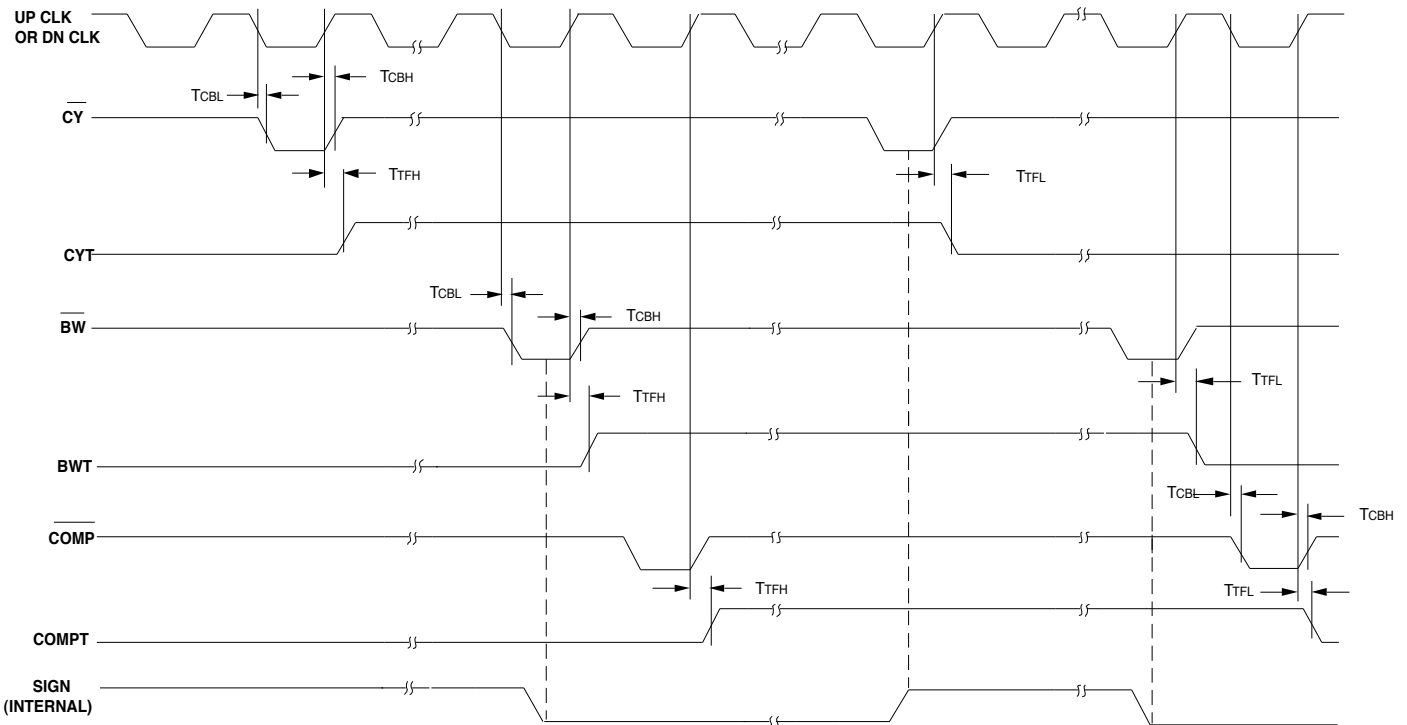 UP CLK
OR DN CLK
TCBH
TCBL
CY
TTFH
TTFL
CYT
TCBL
BW
TCBH
TTFL
TTFH
BWT
TCBL
TCBH
COMP
TTFH
TTFL
COMPT
SIGN
(INTERNAL)